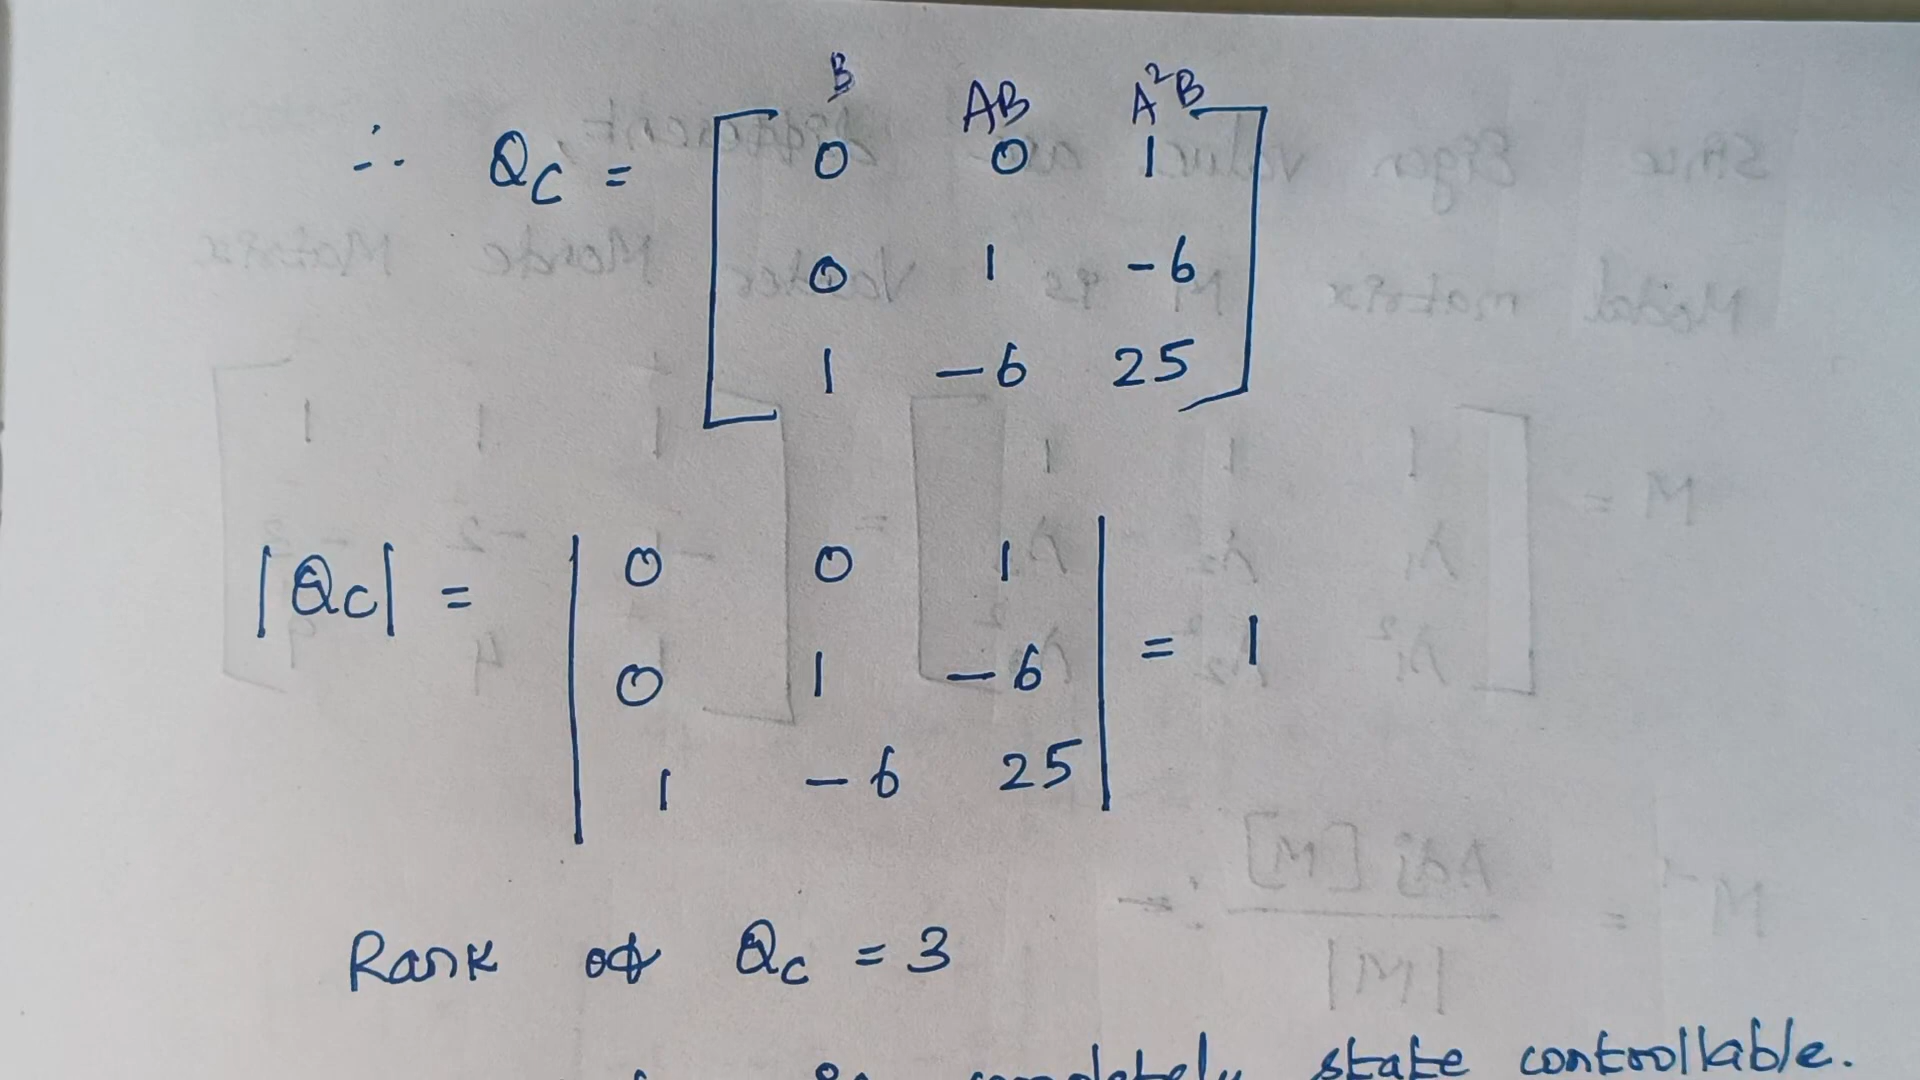 B AB A²B
∴ Qc = [ 0 0 1
0 1 -6
1 -6 25 ]
|Qc| = | 0 0 1
0 1 -6
1 -6 25 | = 1
Rank of Qc = 3
completely state controllable.